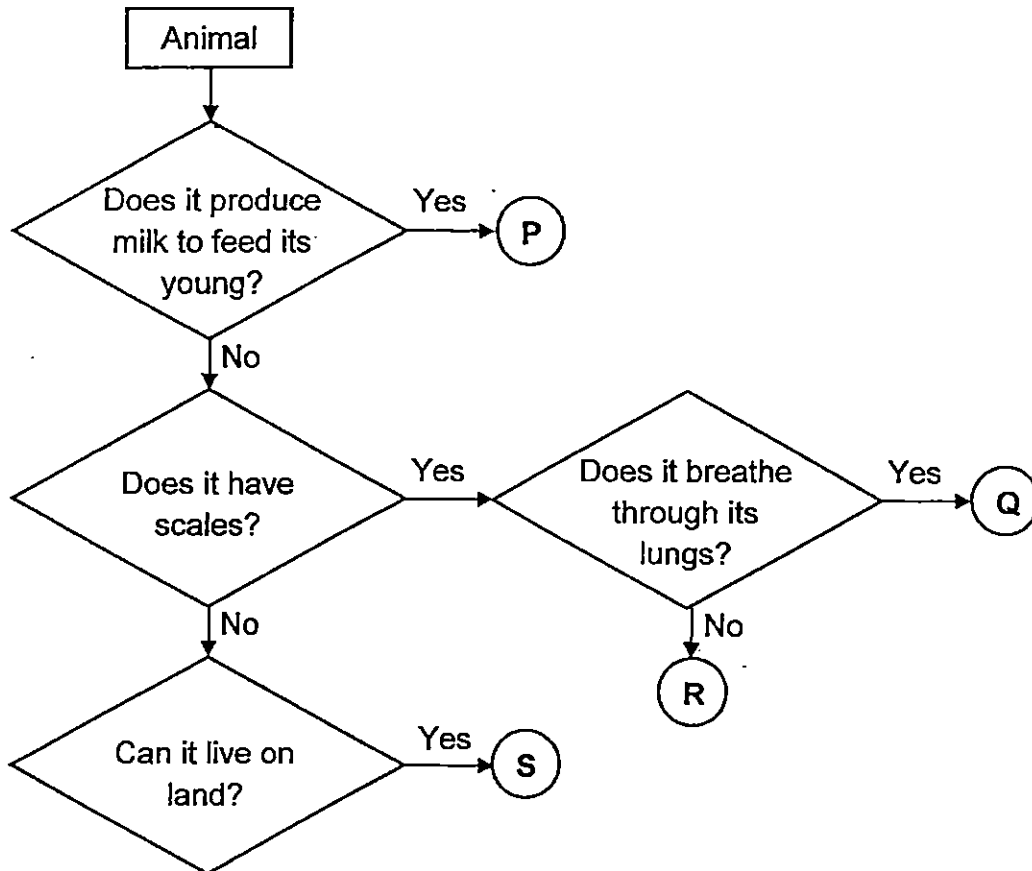 Animal
Does it produce
milk to feed its
young?
Yes
P
No
Does it have
scales?
Yes
Does it breathe
through its
lungs?
Yes
Q
No
No
R
Can it live on
land?
Yes
S